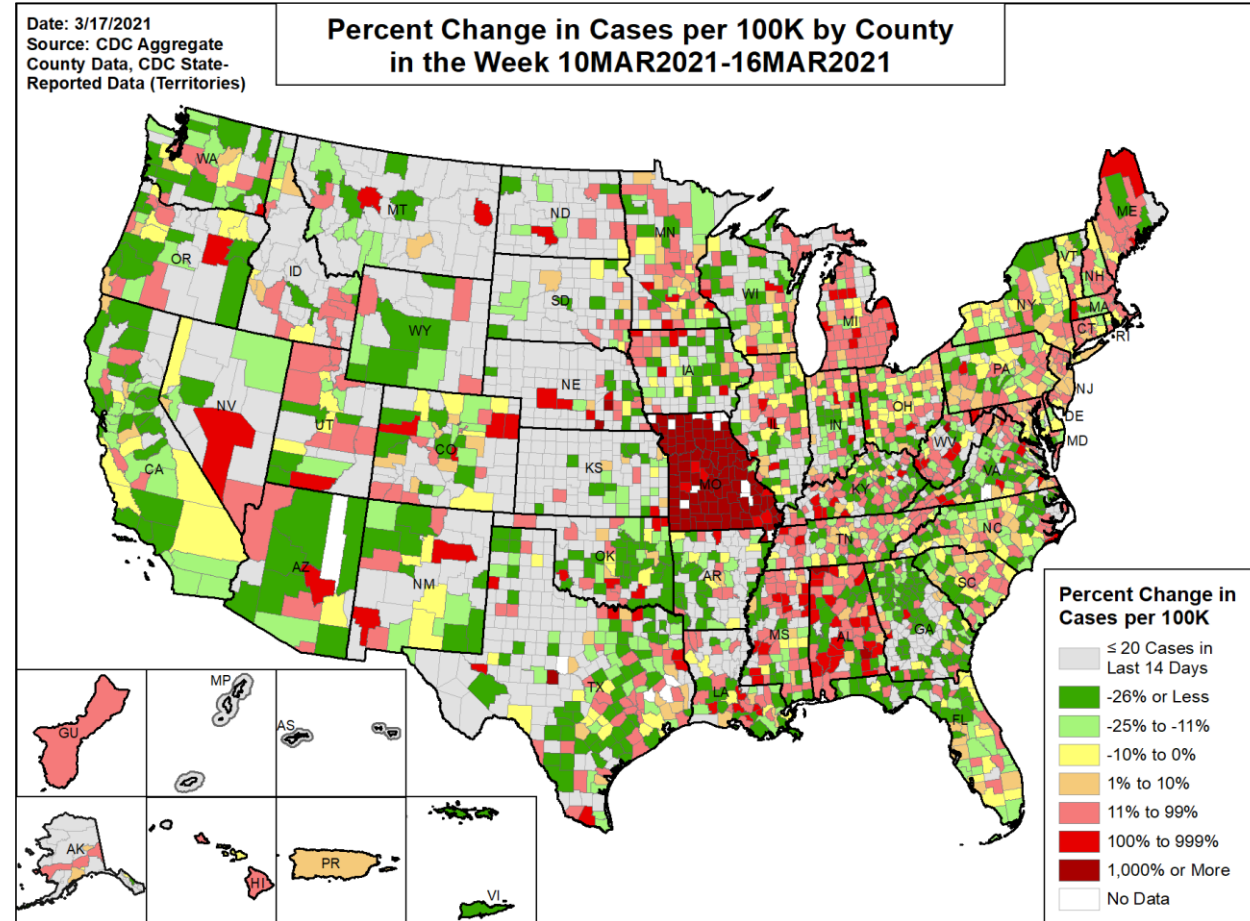 Date: 3/17/2021
Source: CDC Aggregate
County Data, CDC State-
Reported Data (Territories)
Percent Change in Cases per 100K by County
in the Week 10MAR2021-16MAR2021
WA
MT
ND
MN
ME
OR
ID
SD
WI
MI
VT
NH
NY
MA
CT
RI
WY
NE
IA
PA
NJ
NV
UT
CO
KS
MO
IL
IN
OH
WV
DE
MD
CA
KY
VA
AZ
NM
OK
AR
TN
NC
SC
TX
LA
MS
AL
GA
FL
GU
MP
AS
AK
HI
PR
VI
Percent Change in
Cases per 100K
≤ 20 Cases in
Last 14 Days
-26% or Less
-25% to -11%
-10% to 0%
1% to 10%
11% to 99%
100% to 999%
1,000% or More
No Data